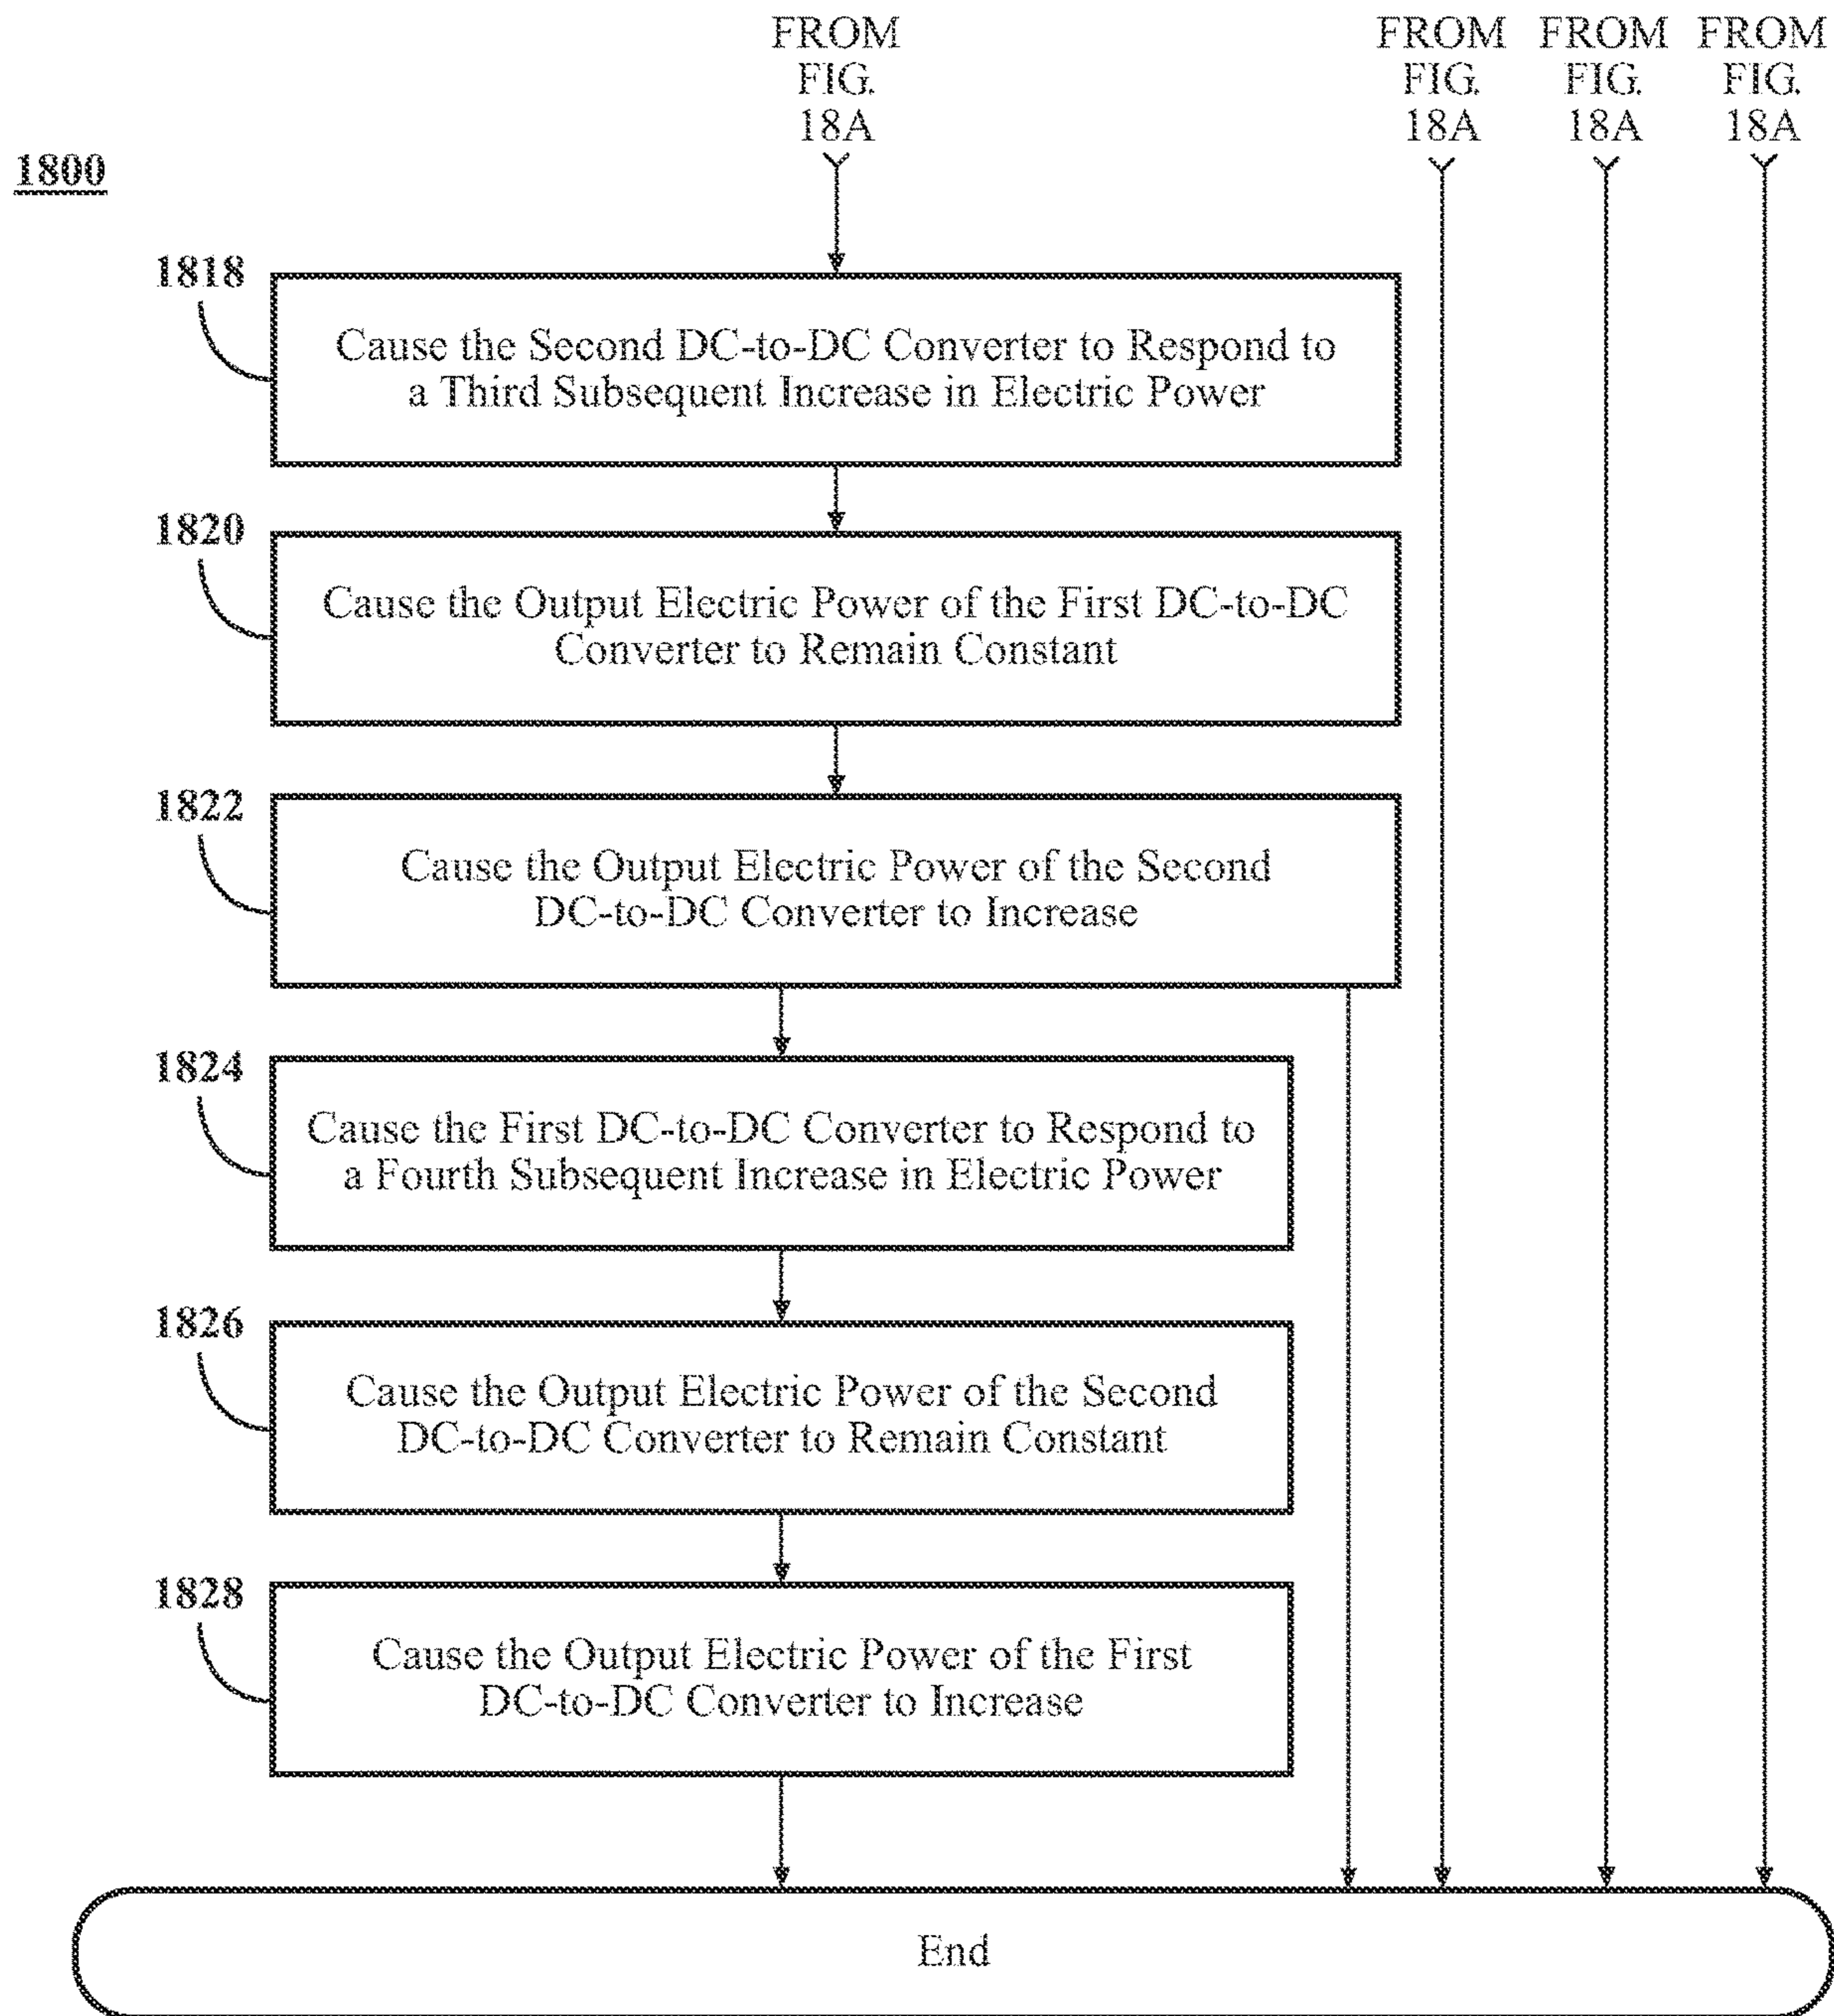 FROM
FIG.
18A
FROM
FIG.
18A
FROM
FIG.
18A
FROM
FIG.
18A
1800
1818
Cause the Second DC-to-DC Converter to Respond to
a Third Subsequent Increase in Electric Power
1820
Cause the Output Electric Power of the First DC-to-DC
Converter to Remain Constant
1822
Cause the Output Electric Power of the Second
DC-to-DC Converter to Increase
1824
Cause the First DC-to-DC Converter to Respond to
a Fourth Subsequent Increase in Electric Power
1826
Cause the Output Electric Power of the Second
DC-to-DC Converter to Remain Constant
1828
Cause the Output Electric Power of the First
DC-to-DC Converter to Increase
End